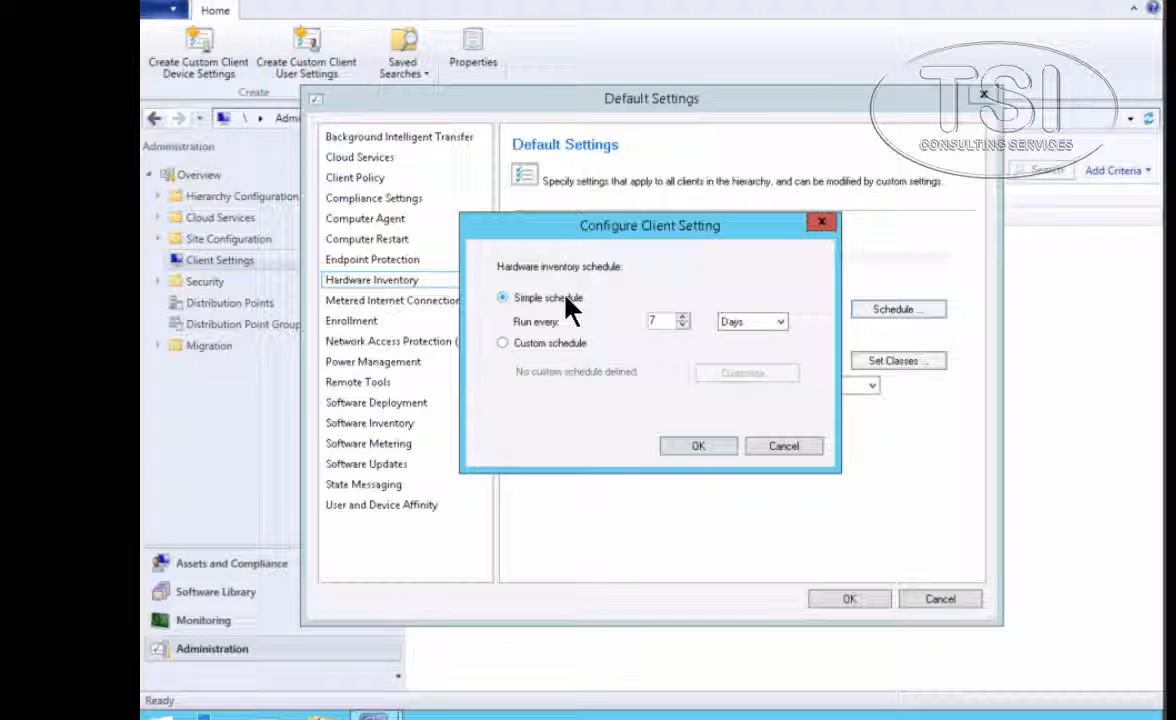 Home
Create Custom Client Device Settings
Create Custom Client User Settings
Saved Searches
Properties
Create
Default Settings
x
TSI
CONSULTING SERVICES
\
Admi
Search
Add Criteria
Administration
Overview
Hierarchy Configuration
Cloud Services
Site Configuration
Client Settings
Security
Distribution Points
Distribution Point Group
Migration
Background Intelligent Transfer
Cloud Services
Client Policy
Compliance Settings
Computer Agent
Computer Restart
Endpoint Protection
Hardware Inventory
Metered Internet Connection
Enrollment
Network Access Protection (
Power Management
Remote Tools
Software Deployment
Software Inventory
Software Metering
Software Updates
State Messaging
User and Device Affinity
Default Settings
Specify settings that apply to all clients in the hierarchy, and can be modified by custom settings.
Configure Client Setting
x
Hardware inventory schedule:
Simple schedule
Run every:
7
Days
Custom schedule
No custom schedule defined.
Customize...
OK
Cancel
Schedule ...
Set Classes ...
OK
Cancel
Assets and Compliance
Software Library
Monitoring
Administration
Ready